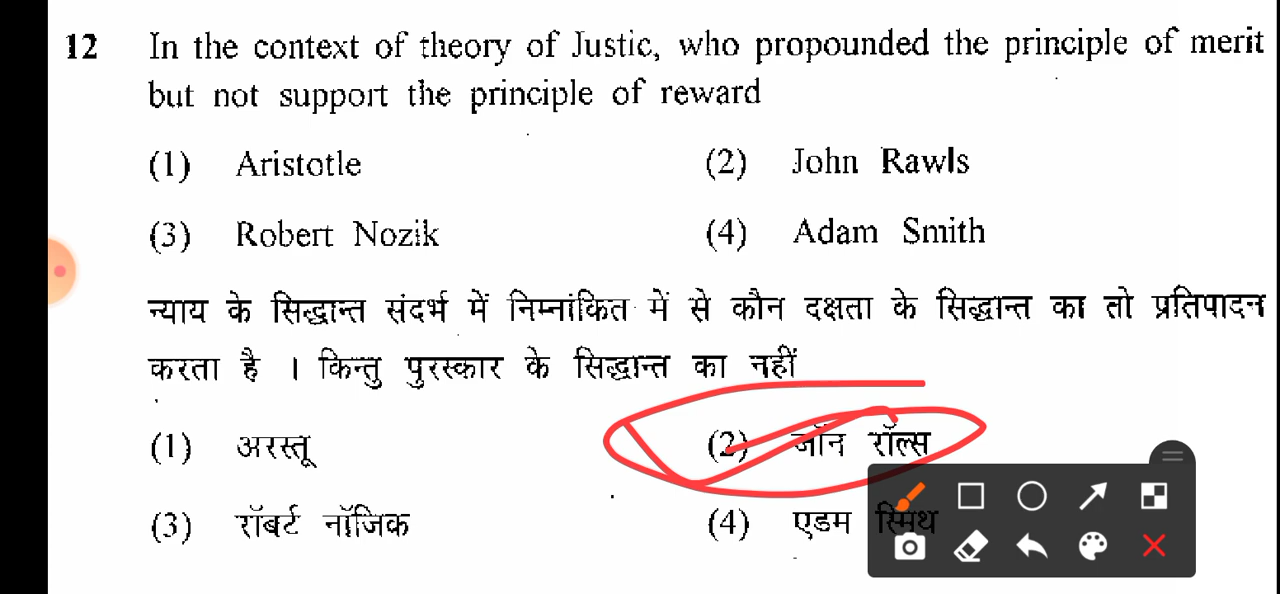 12 In the context of theory of Justic, who propounded the principle of merit
but not support the principle of reward
(1) Aristotle (2) John Rawls
(3) Robert Nozik (4) Adam Smith
न्याय के सिद्धान्त संदर्भ में निम्नांकित में से कौन दक्षता के सिद्धान्त का तो प्रतिपादन
करता है । किन्तु पुरस्कार के सिद्धान्त का नहीं
(1) अरस्तू (2) जॉन रॉल्स
(3) रॉबर्ट नॉजिक (4) एडम स्मिथ